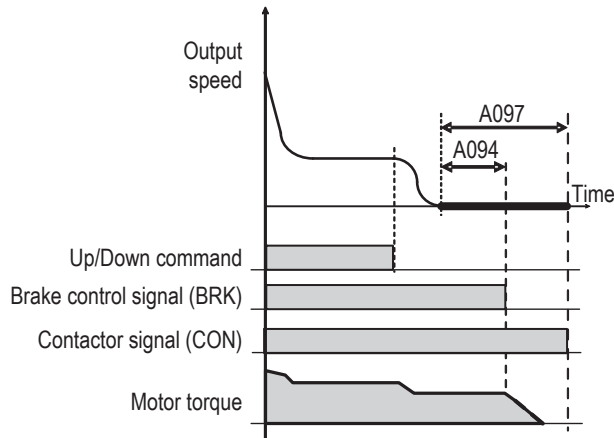 Output
speed
A097
A094
Time
Up/Down command
Brake control signal (BRK)
Contactor signal (CON)
Motor torque